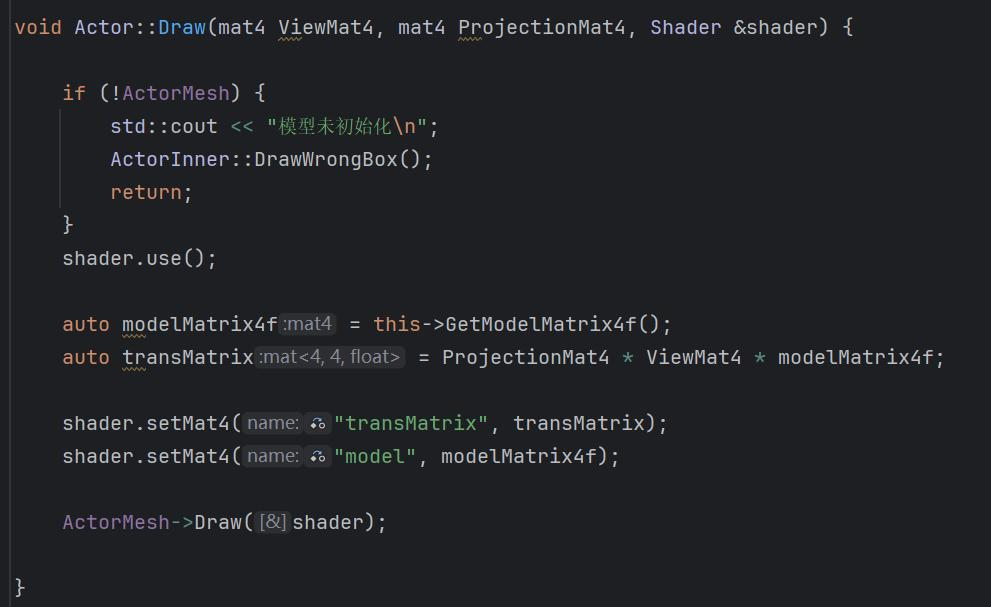 void Actor::Draw(mat4 ViewMat4, mat4 ProjectionMat4, Shader &shader) {
if (!ActorMesh) {
std::cout << "模型未初始化\n";
ActorInner::DrawWrongBox();
return;
}
shader.use();
auto modelMatrix4f :mat4 = this->GetModelMatrix4f();
auto transMatrix :mat<4, 4, float> = ProjectionMat4 * ViewMat4 * modelMatrix4f;
shader.setMat4( name: "transMatrix", transMatrix);
shader.setMat4( name: "model", modelMatrix4f);
ActorMesh->Draw( [&] shader);
}